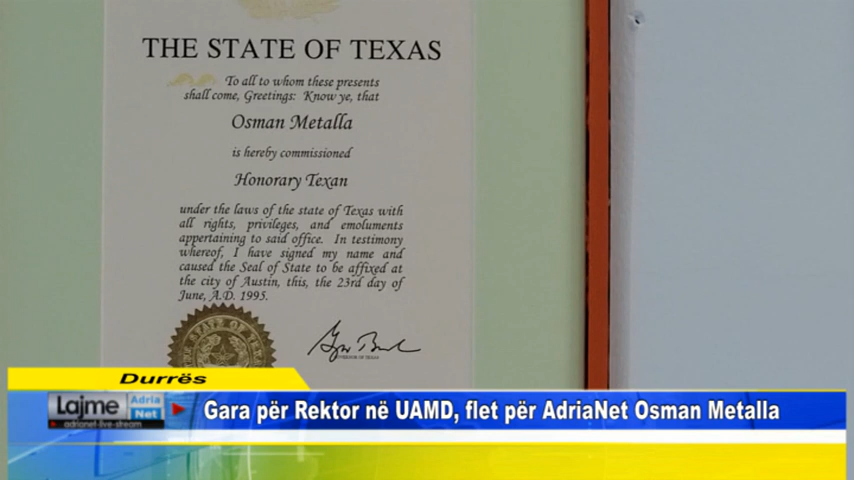 THE STATE OF TEXAS
To all to whom these presents
shall come, Greetings: Know ye, that
Osman Metalla
is hereby commissioned
Honorary Texan
under the laws of the state of Texas with
all rights, privileges, and emoluments
appertaining to said office. In testimony
whereof, I have signed my name and
caused the Seal of State to be affixed at
the city of Austin, this, the 23rd day of
June, A.D. 1995.
GOVERNOR OF TEXAS
Durrës
Lajme
Adria
Net
adrianet-live-stream
Gara për Rektor në UAMD, flet për AdriaNet Osman Metalla